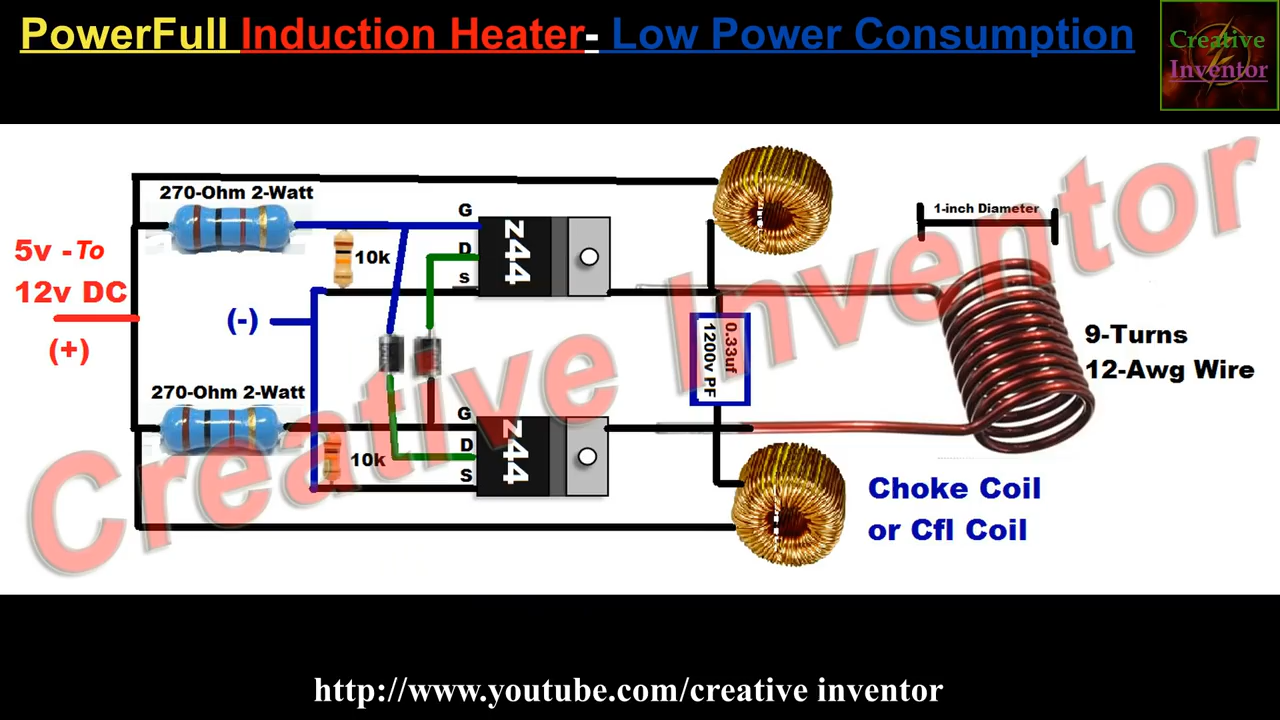 PowerFull Induction Heater- Low Power Consumption
Creative
Inventor
270-Ohm 2-Watt
5v -To
12v DC
(+)
(-)
10k
G
D
S
z44
1-inch Diameter
0.33uf
1200v PF
9-Turns
12-Awg Wire
270-Ohm 2-Watt
10k
G
D
S
z44
Choke Coil
or Cfl Coil
Creative Inventor
http://www.youtube.com/creative inventor